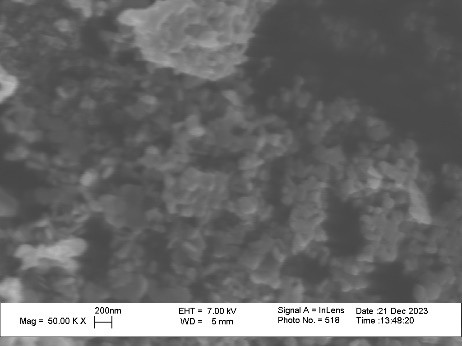 200nm
Mag = 50.00 K X
EHT = 7.00 kV
WD = 5 mm
Signal A = InLens
Photo No. = 518
Date :21 Dec 2023
Time :13:48:20